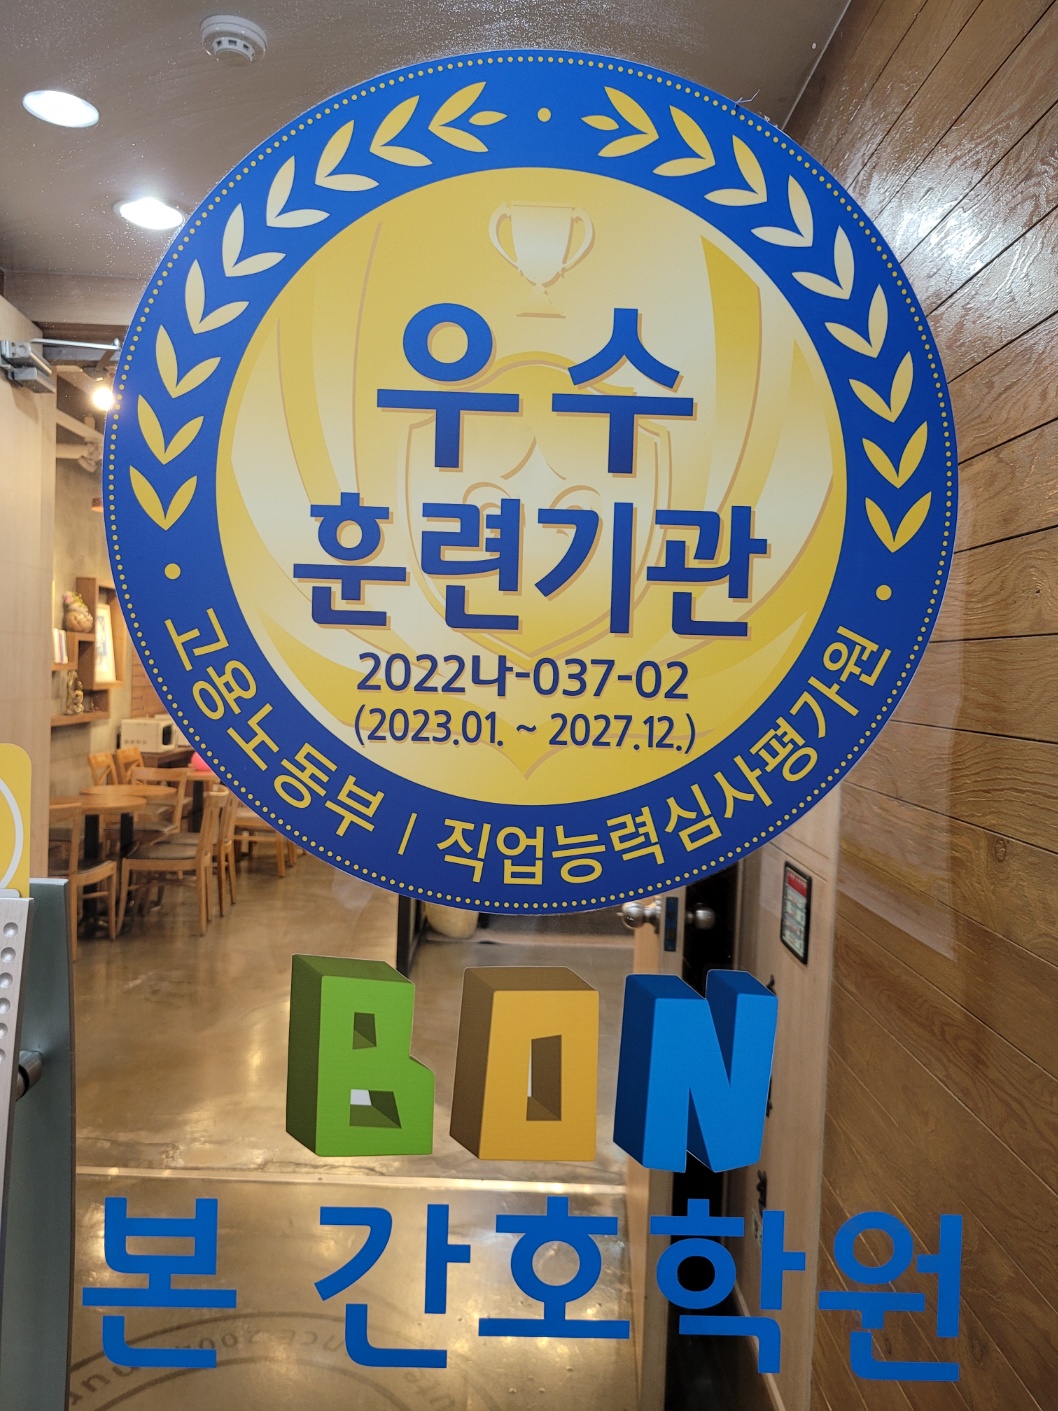 우수
훈련기관
2022나-037-02
(2023.01. ~ 2027.12.)
고용노동부 | 직업능력심사평가원
BON
본 간호학원